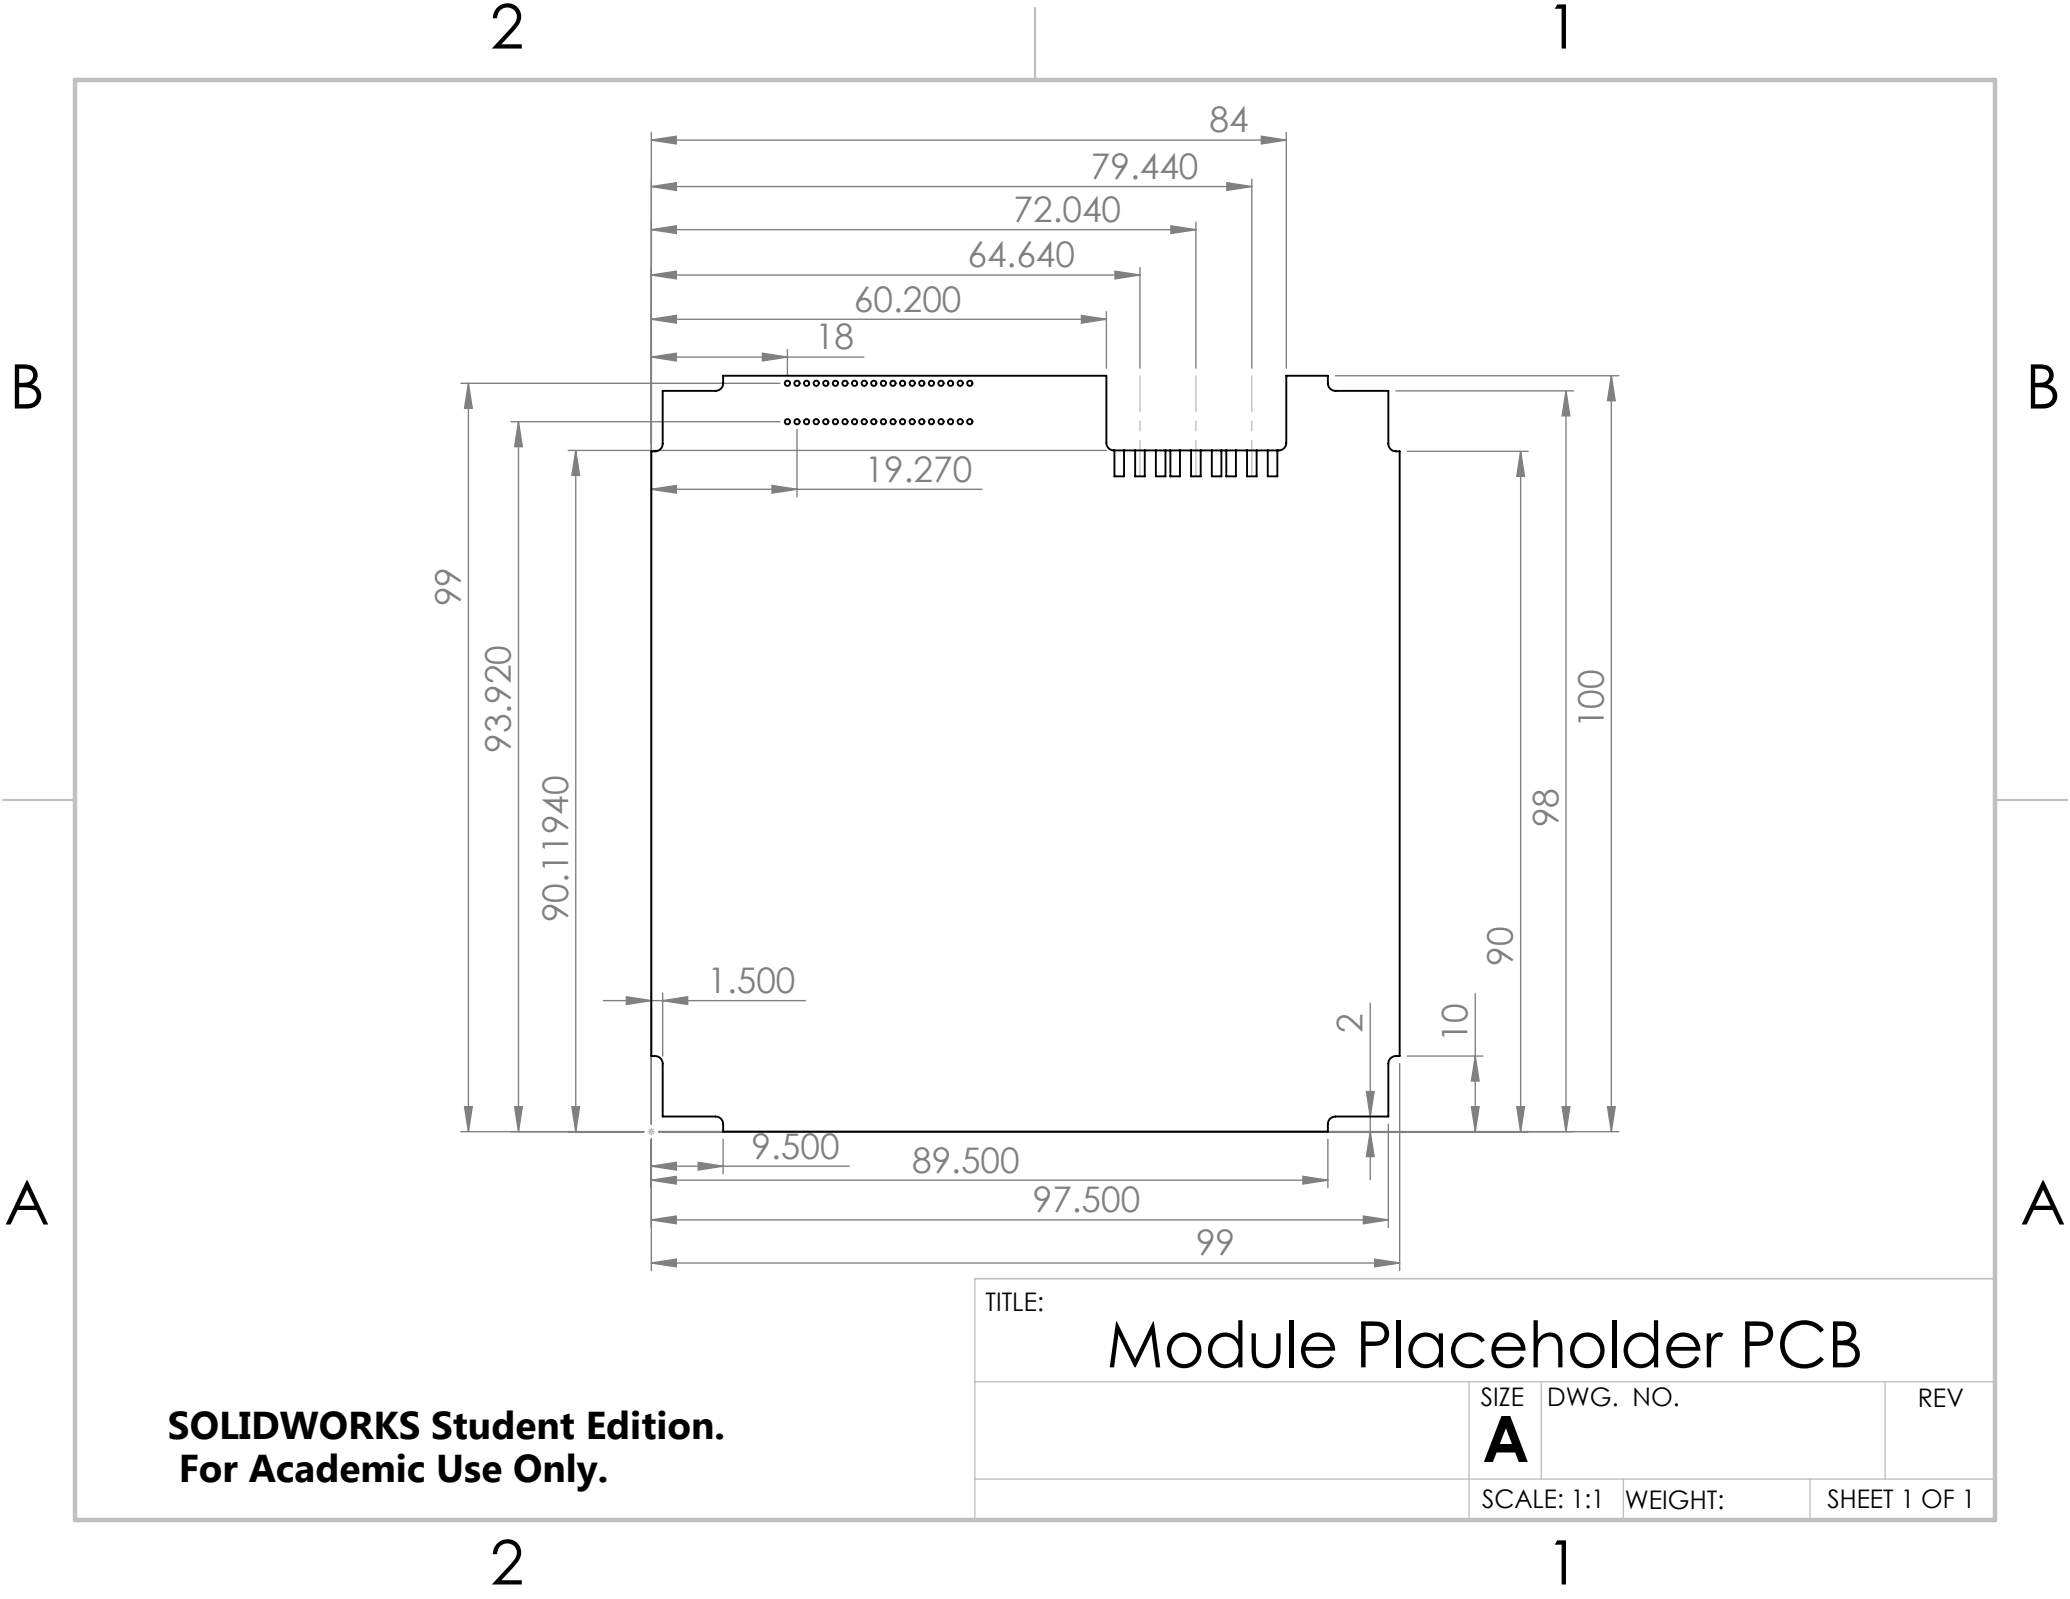 2
1
84
79.440
72.040
64.640
60.200
18
B
B
19.270
99
93.920
100
90.11940
98
90
1.500
2
10
9.500
89.500
97.500
99
A
A
TITLE:
Module Placeholder PCB
SIZE DWG. NO. REV
A
SOLIDWORKS Student Edition.
For Academic Use Only.
SCALE: 1:1 WEIGHT: SHEET 1 OF 1
2
1